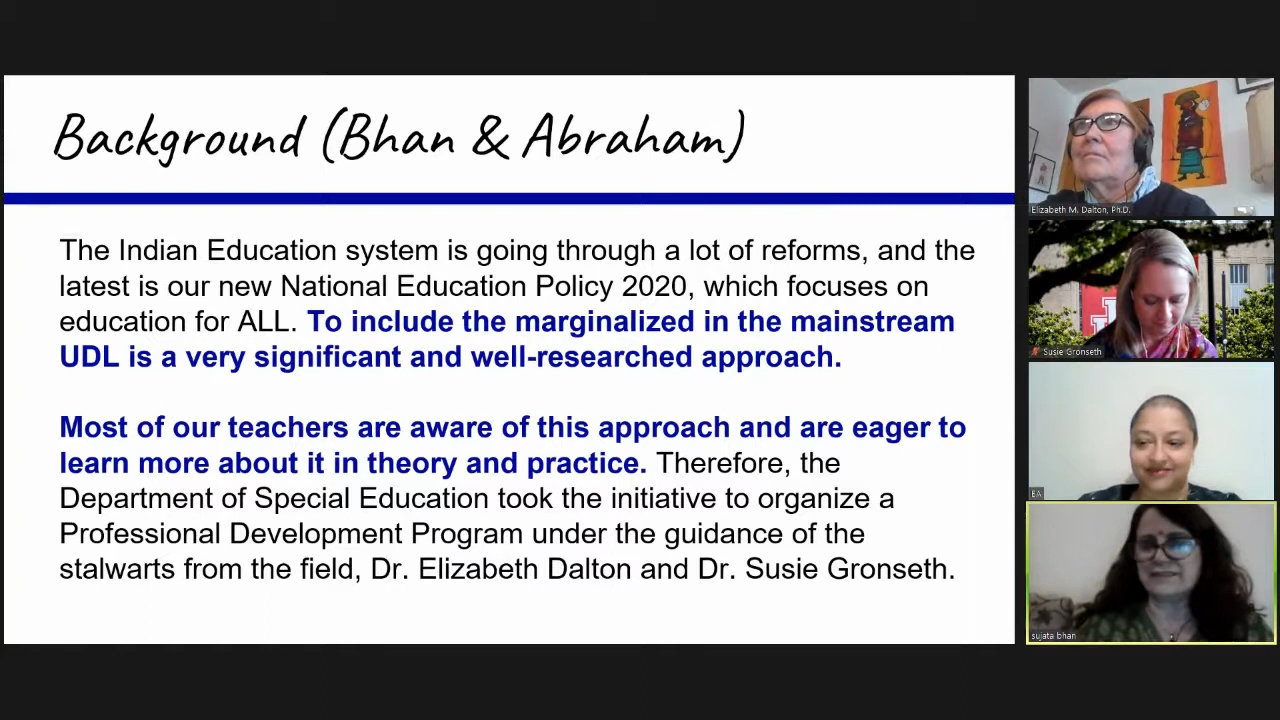 Background (Bhan & Abraham)
The Indian Education system is going through a lot of reforms, and the
latest is our new National Education Policy 2020, which focuses on
education for ALL. To include the marginalized in the mainstream
UDL is a very significant and well-researched approach.
Most of our teachers are aware of this approach and are eager to
learn more about it in theory and practice. Therefore, the
Department of Special Education took the initiative to organize a
Professional Development Program under the guidance of the
stalwarts from the field, Dr. Elizabeth Dalton and Dr. Susie Gronseth.
Elizabeth M. Dalton, Ph.D.
Susie Gronseth
EA
sujata bhan